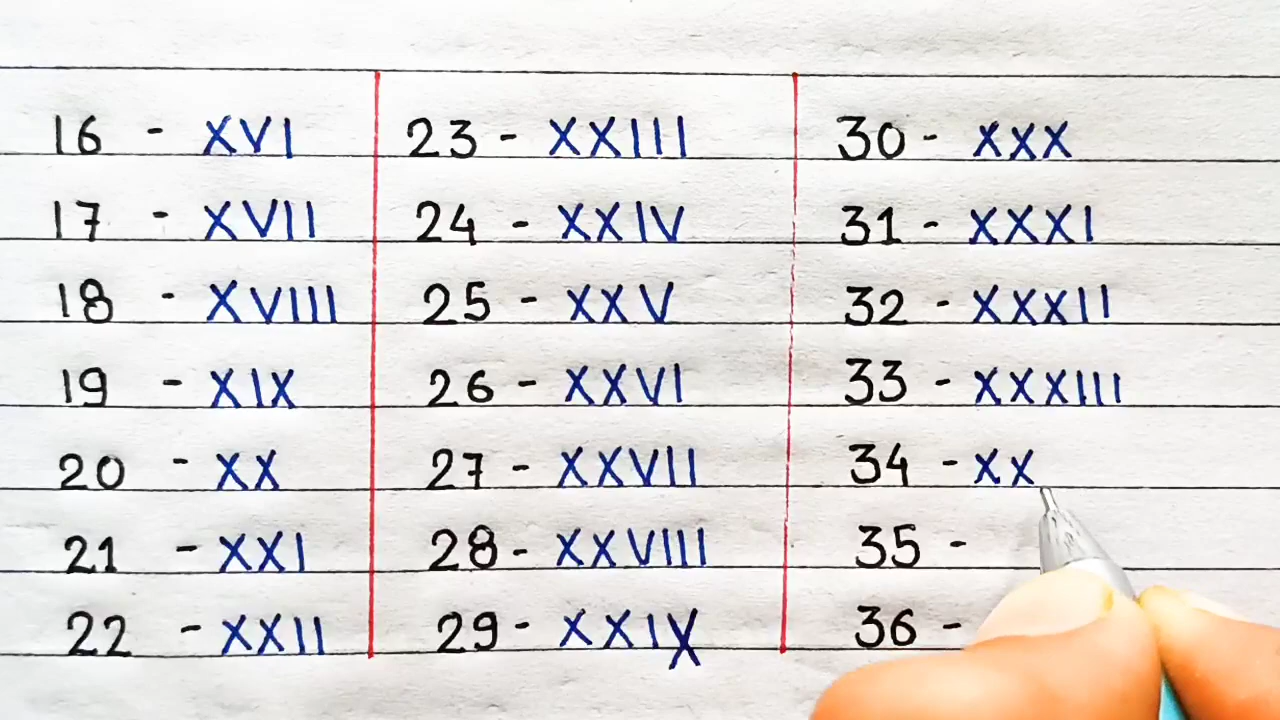 16 - XVI
17 - XVII
18 - XVIII
19 - XIX
20 - XX
21 - XXI
22 - XXII
23 - XXIII
24 - XXIV
25 - XXV
26 - XXVI
27 - XXVII
28 - XXVIII
29 - XXIX
30 - XXX
31 - XXXI
32 - XXXII
33 - XXXIII
34 - XX
35 -
36 -